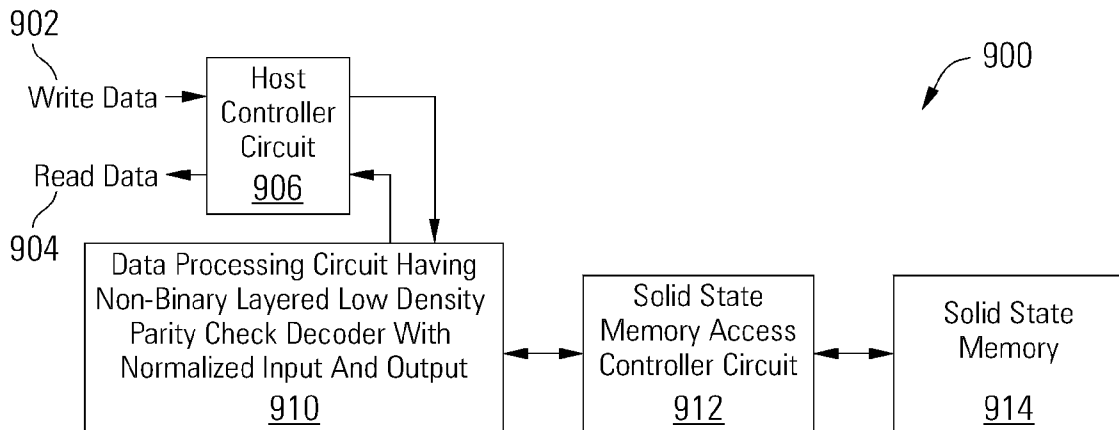 902
Write Data
Host
Controller
Circuit
906
900
Read Data
904
Data Processing Circuit Having
Non-Binary Layered Low Density
Parity Check Decoder With
Normalized Input And Output
910
Solid State
Memory Access
Controller Circuit
912
Solid State
Memory
914